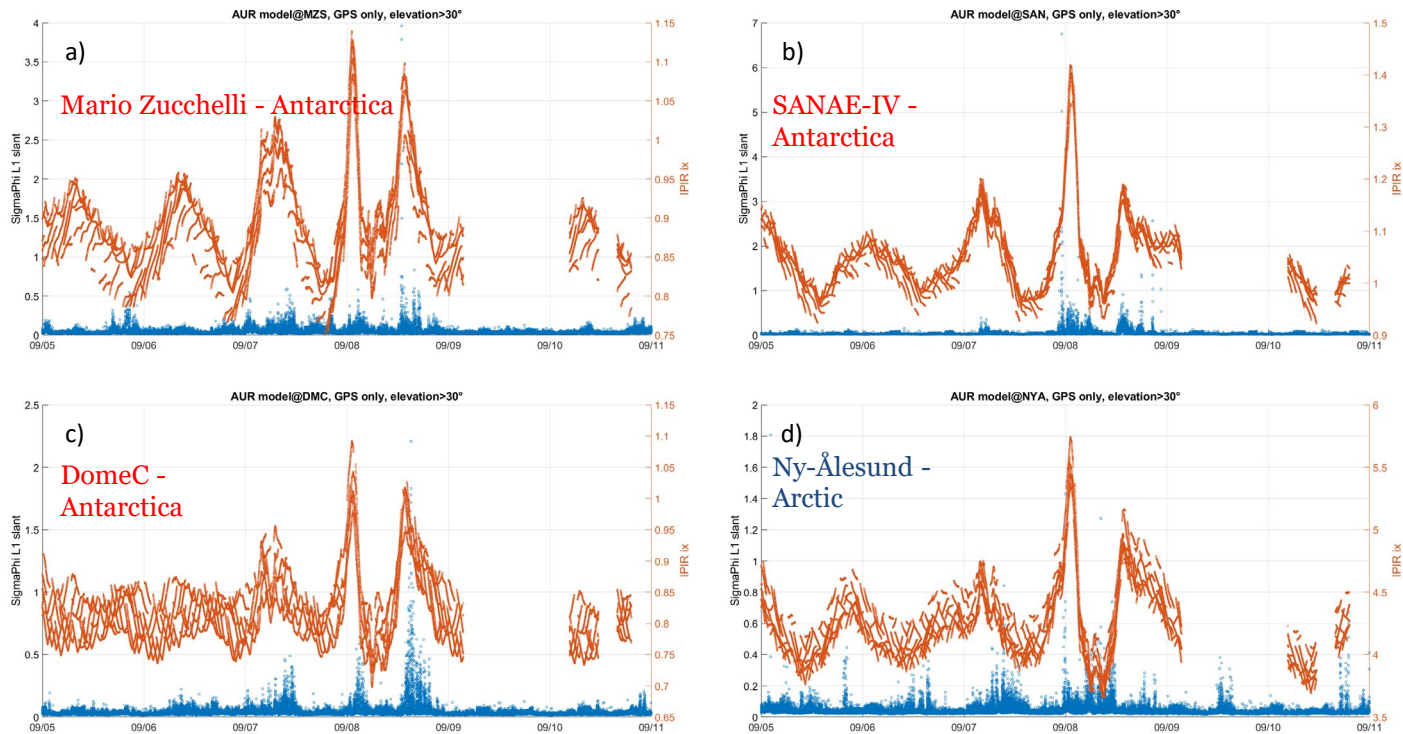 AUR model@MZS, GPS only, elevation>30°
a)
Mario Zucchelli - Antarctica
SigmaPhi L1 slant
4
3.5
3
2.5
2
1.5
1
0.5
0
1.15
1.1
1.05
1
0.95
0.9
0.85
0.8
0.75
IPIR ix
09/05 09/06 09/07 09/08 09/09 09/10 09/11
AUR model@SAN, GPS only, elevation>30°
b)
SANAE-IV -
Antarctica
SigmaPhi L1 slant
7
6
5
4
3
2
1
0
1.5
1.4
1.3
1.2
1.1
1
0.9
IPIR ix
09/05 09/06 09/07 09/08 09/09 09/10 09/11
AUR model@DMC, GPS only, elevation>30°
c)
DomeC -
Antarctica
SigmaPhi L1 slant
2.5
2
1.5
1
0.5
0
1.15
1.1
1.05
1
0.95
0.9
0.85
0.8
0.75
0.7
0.65
IPIR ix
09/05 09/06 09/07 09/08 09/09 09/10 09/11
AUR model@NYA, GPS only, elevation>30°
d)
Ny-Ålesund -
Arctic
SigmaPhi L1 slant
2
1.8
1.6
1.4
1.2
1
0.8
0.6
0.4
0.2
0
6
5.5
5
4.5
4
3.5
IPIR ix
09/05 09/06 09/07 09/08 09/09 09/10 09/11